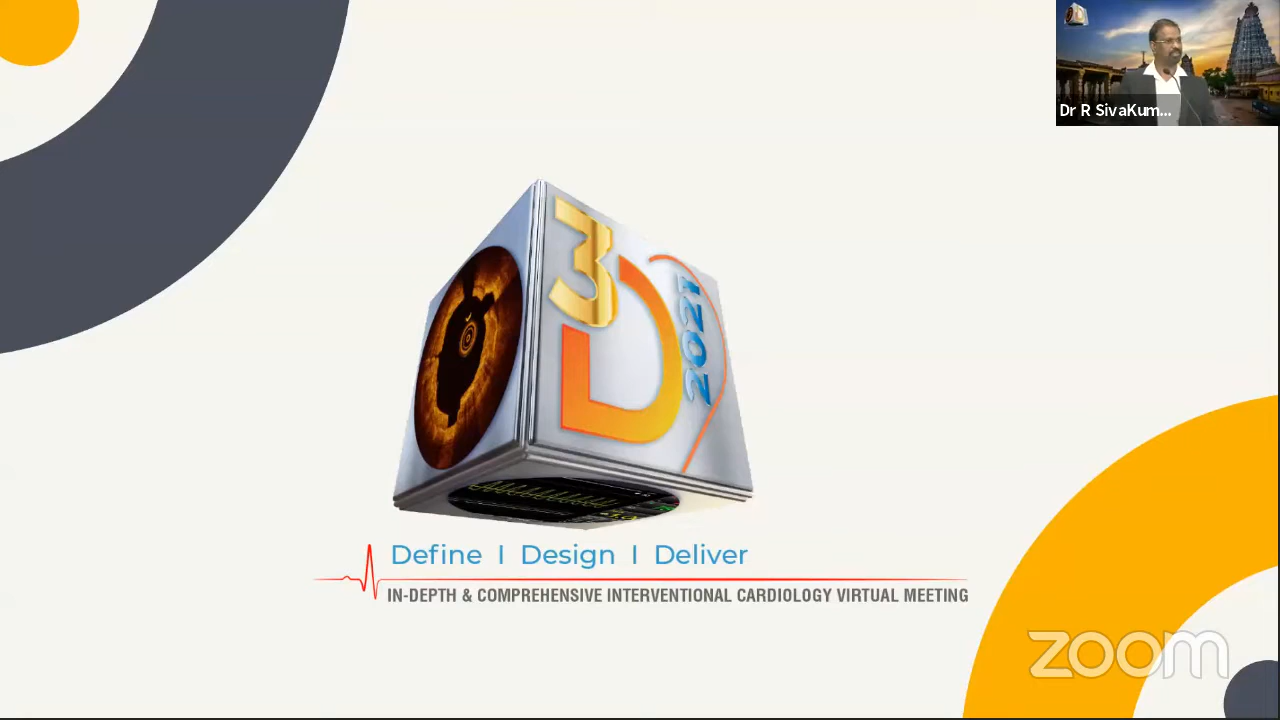 Dr R SivaKum...
3D
2021
Define I Design I Deliver
IN-DEPTH & COMPREHENSIVE INTERVENTIONAL CARDIOLOGY VIRTUAL MEETING
zoom